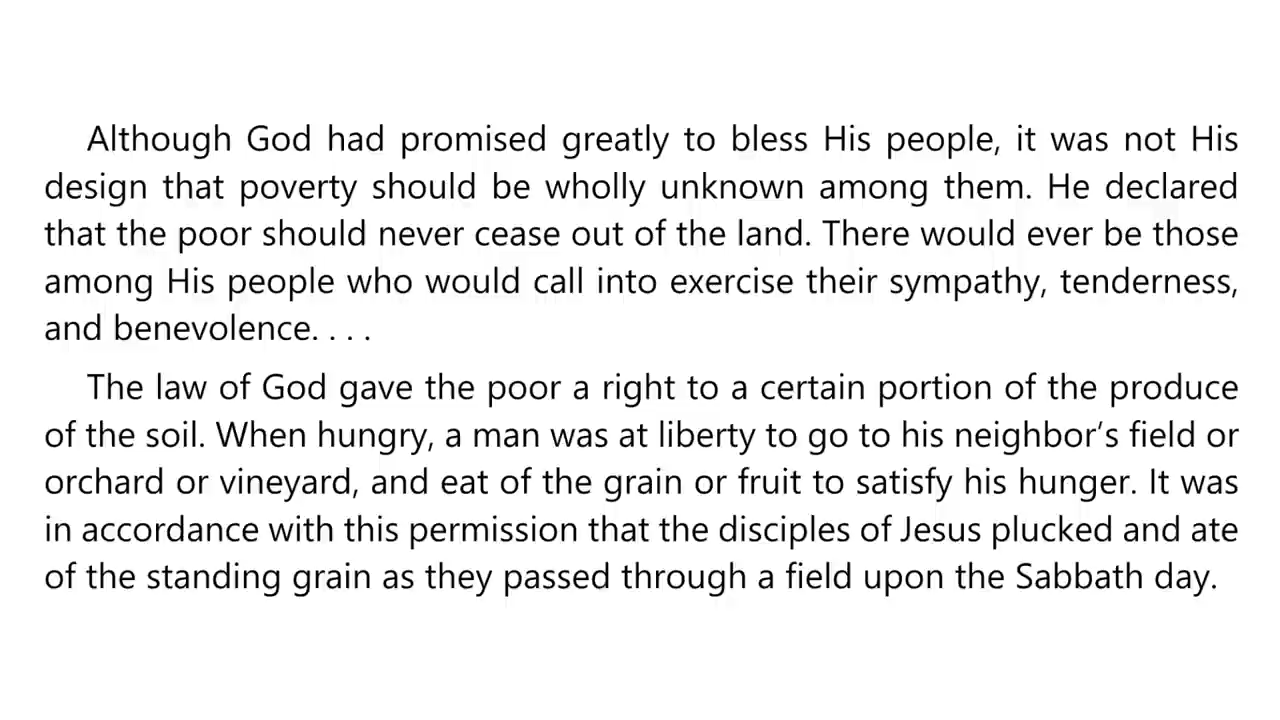 Although God had promised greatly to bless His people, it was not His
design that poverty should be wholly unknown among them. He declared
that the poor should never cease out of the land. There would ever be those
among His people who would call into exercise their sympathy, tenderness,
and benevolence. . . .
The law of God gave the poor a right to a certain portion of the produce
of the soil. When hungry, a man was at liberty to go to his neighbor’s field or
orchard or vineyard, and eat of the grain or fruit to satisfy his hunger. It was
in accordance with this permission that the disciples of Jesus plucked and ate
of the standing grain as they passed through a field upon the Sabbath day.